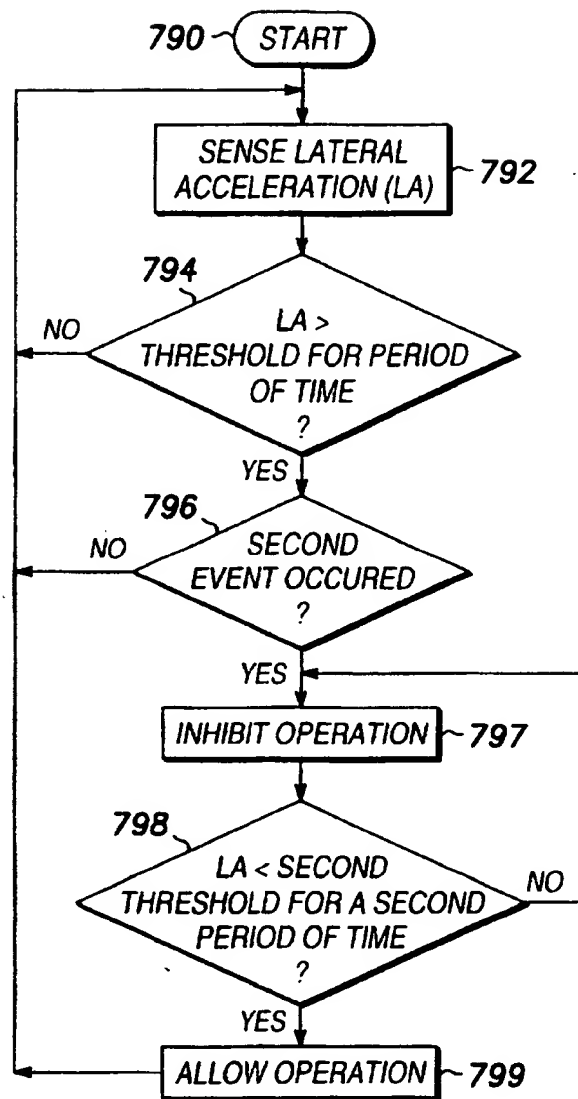 790
START
SENSE LATERAL
ACCELERATION (LA)
792
794
NO
LA >
THRESHOLD FOR PERIOD
OF TIME
?
YES
796
NO
SECOND
EVENT OCCURED
?
YES
INHIBIT OPERATION
797
798
LA < SECOND
THRESHOLD FOR A SECOND
PERIOD OF TIME
?
NO
YES
ALLOW OPERATION
799